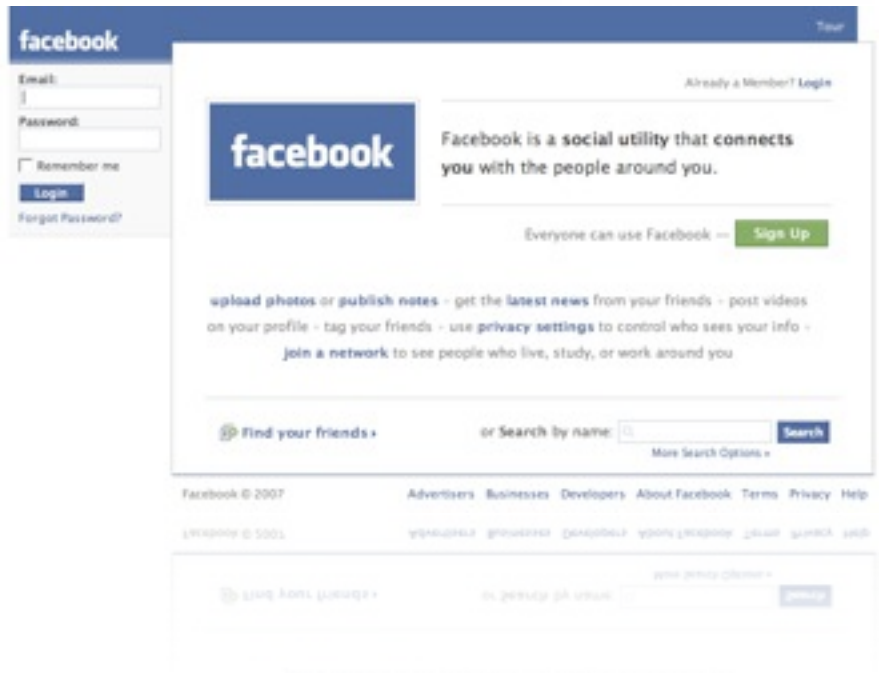 Tour
facebook
Email:
Password:
Remember me
Login
Forgot Password?
Already a Member? Login
facebook
Facebook is a social utility that connects
you with the people around you.
Everyone can use Facebook — Sign Up
upload photos or publish notes - get the latest news from your friends - post videos
on your profile - tag your friends - use privacy settings to control who sees your info -
join a network to see people who live, study, or work around you
Find your friends ›
or Search by name: Search
More Search Options »
Facebook © 2007
Advertisers Businesses Developers About Facebook Terms Privacy Help